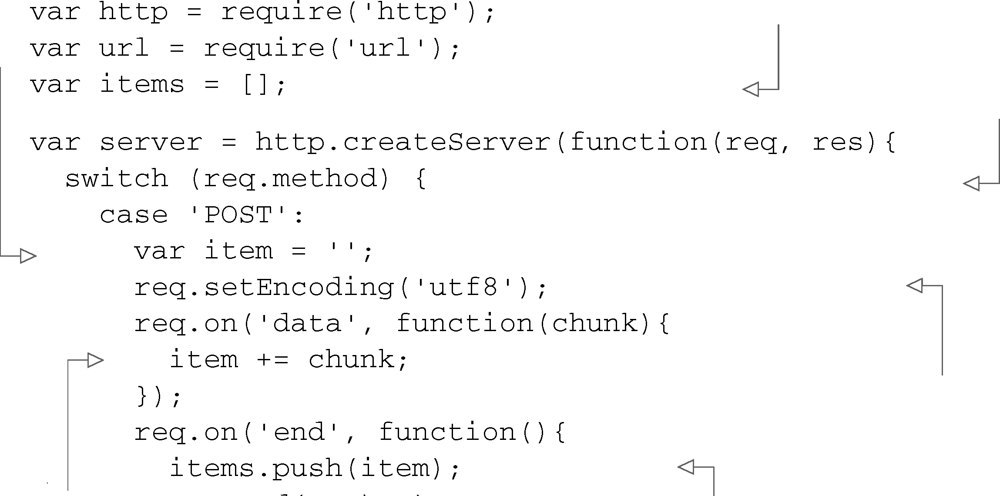 var http = require('http');
var url = require('url');
var items = [];
var server = http.createServer(function(req, res){
  switch (req.method) {
    case 'POST':
      var item = '';
      req.setEncoding('utf8');
      req.on('data', function(chunk){
        item += chunk;
      });
      req.on('end', function(){
        items.push(item);